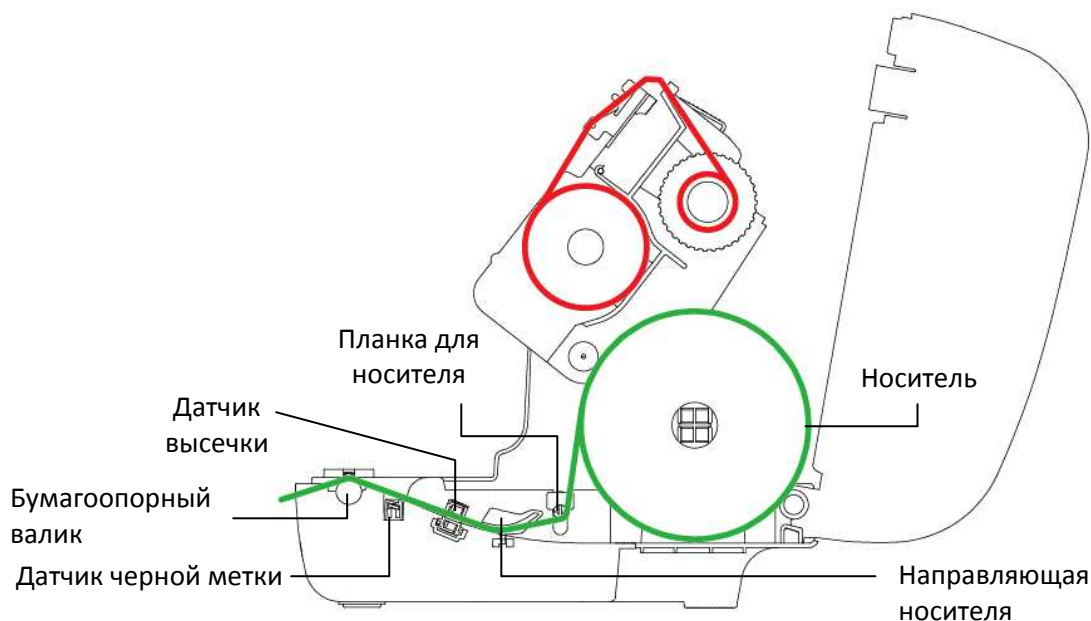 Планка для
носителя
Носитель
Датчик
высечки
Бумагоопорный
валик
Датчик черной метки
Направляющая
носителя